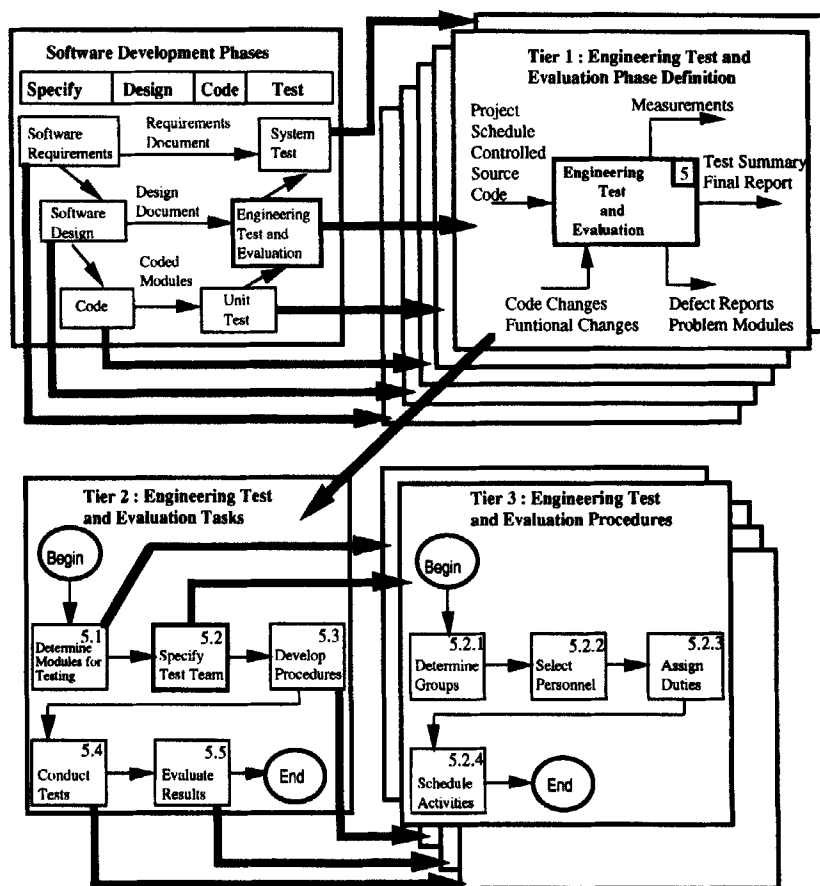 Software Development Phases
Specify Design Code Test
Software
Requirements
Requirements
Document
System
Test
Software
Design
Design
Document
Engineering
Test and
Evaluation
Code
Coded
Modules
Unit
Test
Tier 1 : Engineering Test and
Evaluation Phase Definition
Project
Schedule
Controlled
Source
Code
Measurements
5
Engineering
Test
and
Evaluation
Test Summary
Final Report
Code Changes
Funtional Changes
Defect Reports
Problem Modules
Tier 2 : Engineering Test
and Evaluation Tasks
Begin
5.1
Determine
Modules for
Testing
5.2
Specify
Test Team
5.3
Develop
Procedures
5.4
Conduct
Tests
5.5
Evaluate
Results
End
Tier 3 : Engineering Test
and Evaluation Procedures
Begin
5.2.1
Determine
Groups
5.2.2
Select
Personnel
5.2.3
Assign
Duties
5.2.4
Schedule
Activities
End